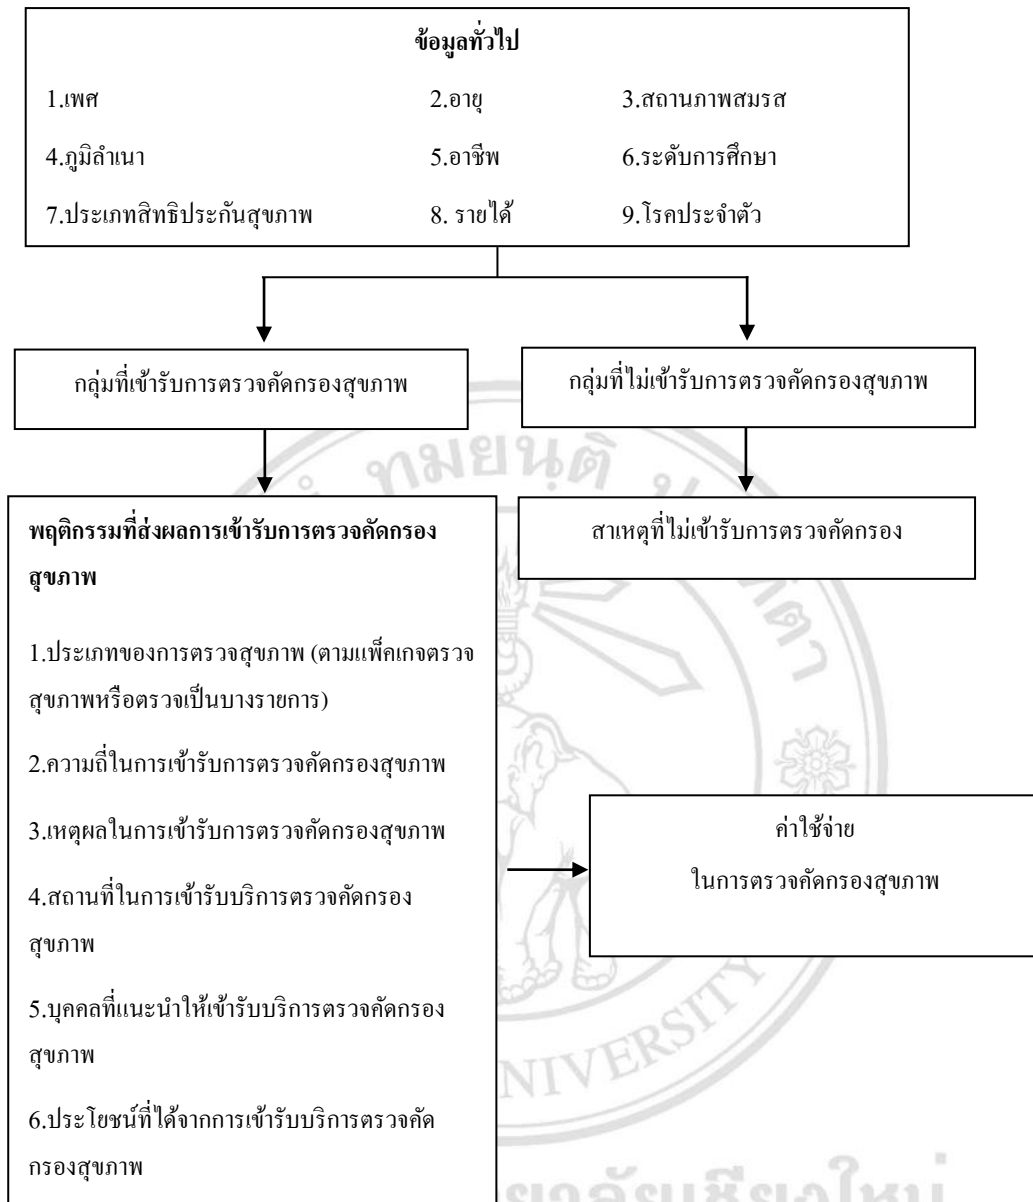 ข้อมูลทั่วไป
1.เพศ 2.อายุ 3.สถานภาพสมรส
4.ภูมิลำเนา 5.อาชีพ 6.ระดับการศึกษา
7.ประเภทสิทธิประกันสุขภาพ 8. รายได้ 9.โรคประจำตัว
กลุ่มที่เข้ารับการตรวจคัดกรองสุขภาพ
กลุ่มที่ไม่เข้ารับการตรวจคัดกรองสุขภาพ
ทมยนฺติ
พฤติกรรมที่ส่งผลการเข้ารับการตรวจคัดกรอง
สุขภาพ
1.ประเภทของการตรวจสุขภาพ (ตามแพ็คเกจตรวจ
สุขภาพหรือตรวจเป็นบางรายการ)
2.ความถี่ในการเข้ารับการตรวจคัดกรองสุขภาพ
3.เหตุผลในการเข้ารับการตรวจคัดกรองสุขภาพ
4.สถานที่ในการเข้ารับบริการตรวจคัดกรอง
สุขภาพ
5.บุคคลที่แนะนำให้เข้ารับบริการตรวจคัดกรอง
สุขภาพ
6.ประโยชน์ที่ได้จากการเข้ารับบริการตรวจคัด
กรองสุขภาพ
สาเหตุที่ไม่เข้ารับการตรวจคัดกรอง
ค่าใช้จ่าย
ในการตรวจคัดกรองสุขภาพ
NIVERSITY
ยาลัยเชียงใหม่